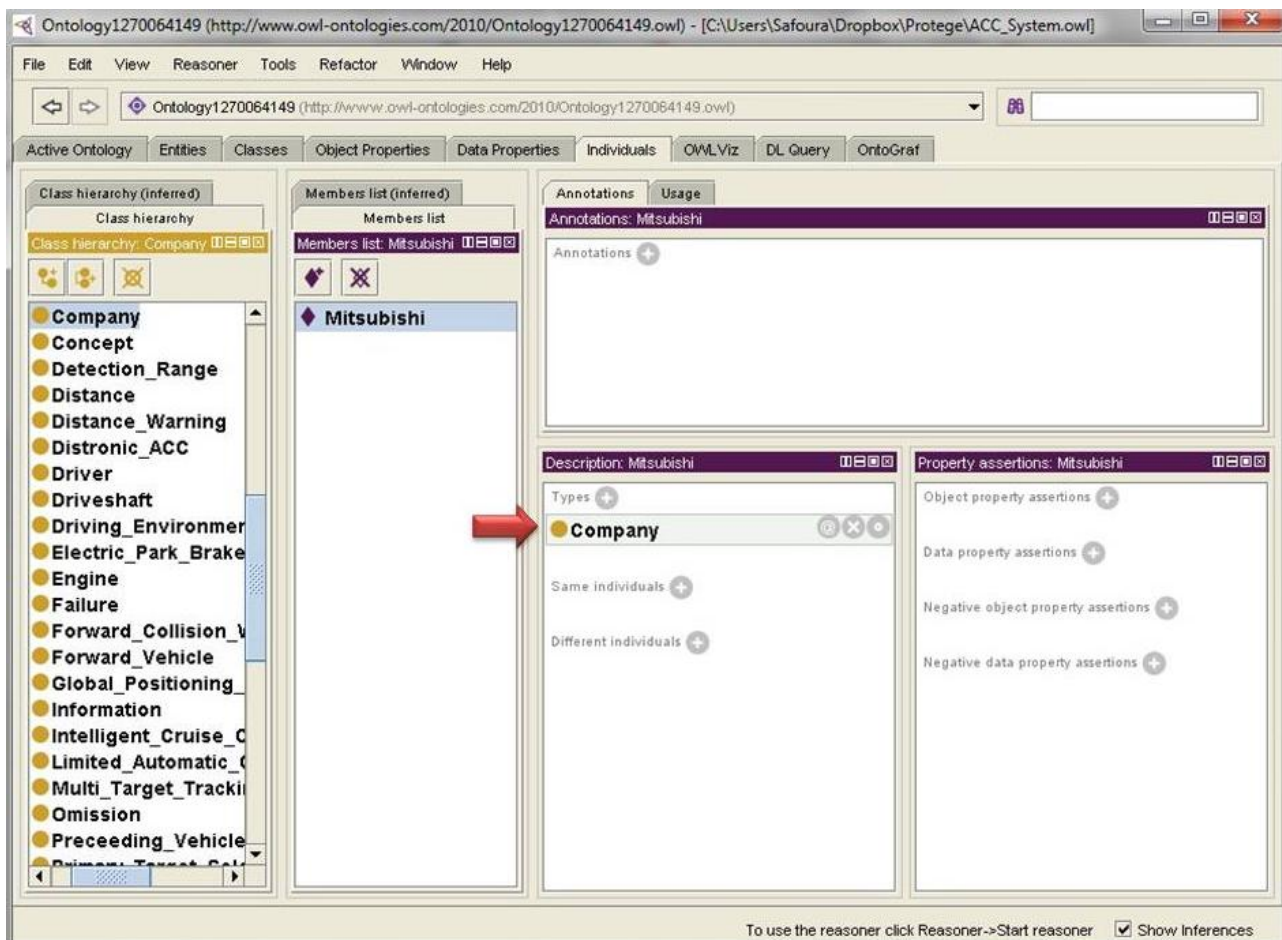 Ontology1270064149 (http://www.owl-ontologies.com/2010/Ontology1270064149.owl) - [C:\Users\Safoura\Dropbox\Protege\ACC_System.owl]
File Edit View Reasoner Tools Refactor Window Help
Ontology1270064149 (http://www.owl-ontologies.com/2010/Ontology1270064149.owl)
Active Ontology Entities Classes Object Properties Data Properties Individuals OWLViz DL Query OntoGraf
Class hierarchy (inferred)
Class hierarchy
Class hierarchy: Company
Company
Concept
Detection_Range
Distance
Distance_Warning
Distronic_ACC
Driver
Driveshaft
Driving_Environmer
Electric_Park_Brake
Engine
Failure
Forward_Collision_
Forward_Vehicle
Global_Positioning_
Information
Intelligent_Cruise_C
Limited_Automatic_
Multi_Target_Tracki
Omission
Preceeding_Vehicle
Members list (inferred)
Members list
Members list: Mitsubishi
Mitsubishi
Annotations Usage
Annotations: Mitsubishi
Annotations
Description: Mitsubishi
Types
Company
Same individuals
Different individuals
Property assertions: Mitsubishi
Object property assertions
Data property assertions
Negative object property assertions
Negative data property assertions
To use the reasoner click Reasoner->Start reasoner Show Inferences